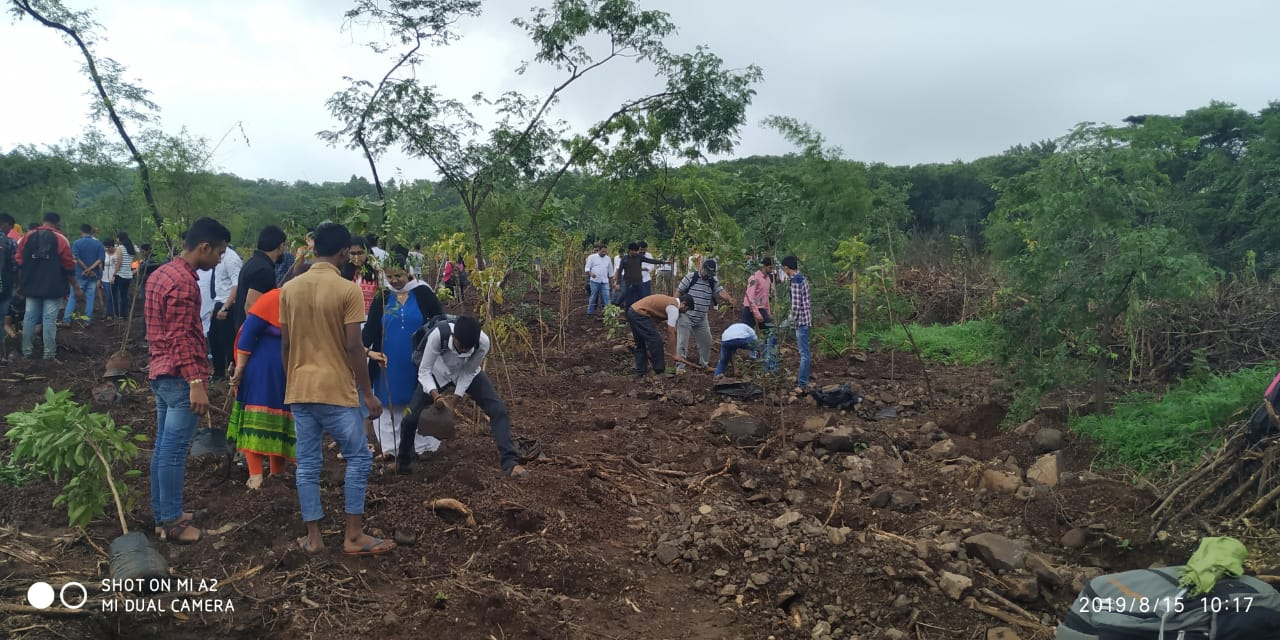 SHOT ON MI A2
MI DUAL CAMERA
2019/8/15 10:17